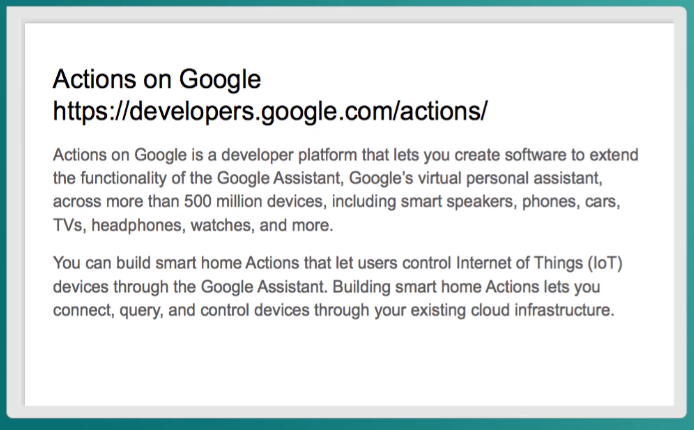 Actions on Google
https://developers.google.com/actions/
Actions on Google is a developer platform that lets you create software to extend
the functionality of the Google Assistant, Google's virtual personal assistant,
across more than 500 million devices, including smart speakers, phones, cars,
TVs, headphones, watches, and more.
You can build smart home Actions that let users control Internet of Things (IoT)
devices through the Google Assistant. Building smart home Actions lets you
connect, query, and control devices through your existing cloud infrastructure.